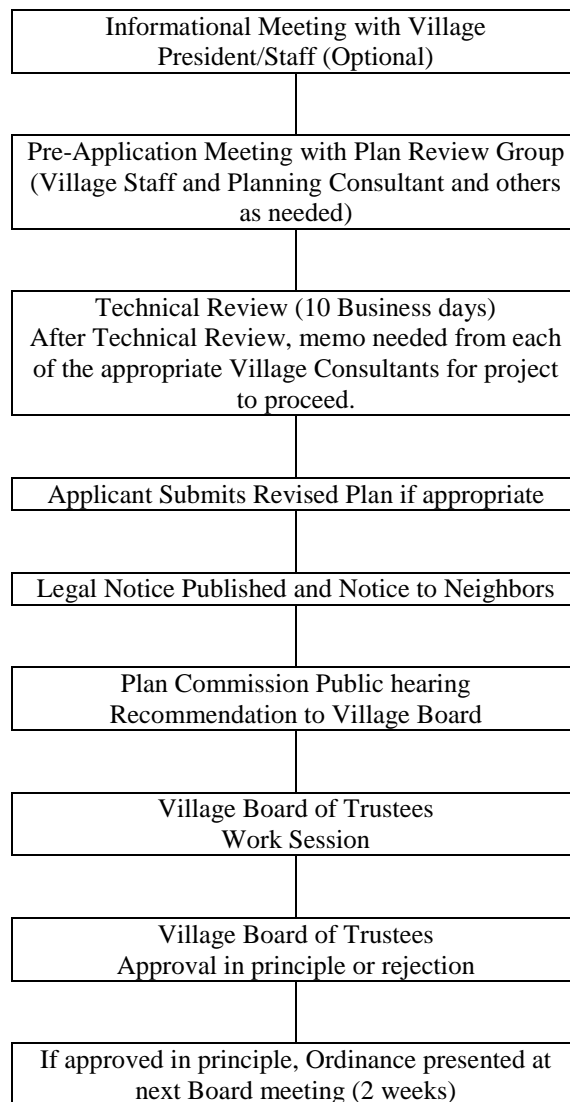 Informational Meeting with Village
President/Staff (Optional)
Pre-Application Meeting with Plan Review Group
(Village Staff and Planning Consultant and others
as needed)
Technical Review (10 Business days)
After Technical Review, memo needed from each
of the appropriate Village Consultants for project
to proceed.
Applicant Submits Revised Plan if appropriate
Legal Notice Published and Notice to Neighbors
Plan Commission Public hearing
Recommendation to Village Board
Village Board of Trustees
Work Session
Village Board of Trustees
Approval in principle or rejection
If approved in principle, Ordinance presented at
next Board meeting (2 weeks)